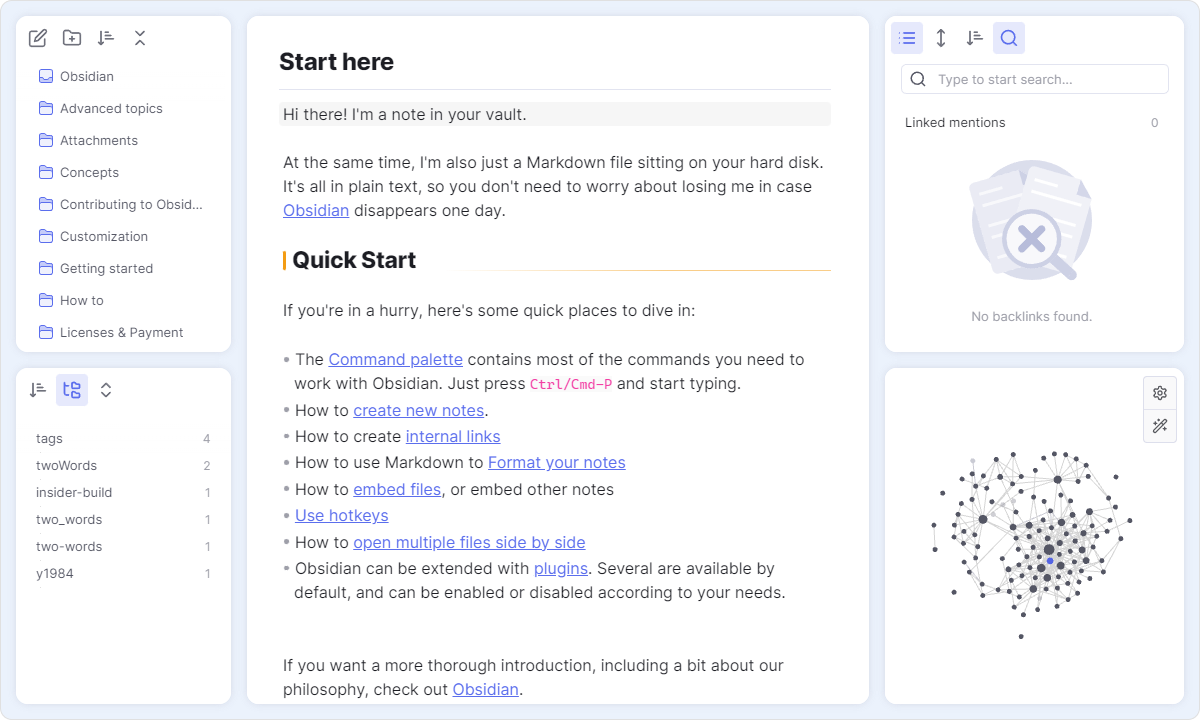 Obsidian
Advanced topics
Attachments
Concepts
Contributing to Obsid...
Customization
Getting started
How to
Licenses & Payment
tags 4
twoWords 2
insider-build 1
two_words 1
two-words 1
y1984 1
Start here
Hi there! I'm a note in your vault.
At the same time, I'm also just a Markdown file sitting on your hard disk.
It's all in plain text, so you don't need to worry about losing me in case
Obsidian disappears one day.
Quick Start
If you're in a hurry, here's some quick places to dive in:
• The Command palette contains most of the commands you need to
work with Obsidian. Just press Ctrl/Cmd-P and start typing.
• How to create new notes.
• How to create internal links
• How to use Markdown to Format your notes
• How to embed files, or embed other notes
• Use hotkeys
• How to open multiple files side by side
• Obsidian can be extended with plugins. Several are available by
default, and can be enabled or disabled according to your needs.
If you want a more thorough introduction, including a bit about our
philosophy, check out Obsidian.
Type to start search...
Linked mentions 0
No backlinks found.